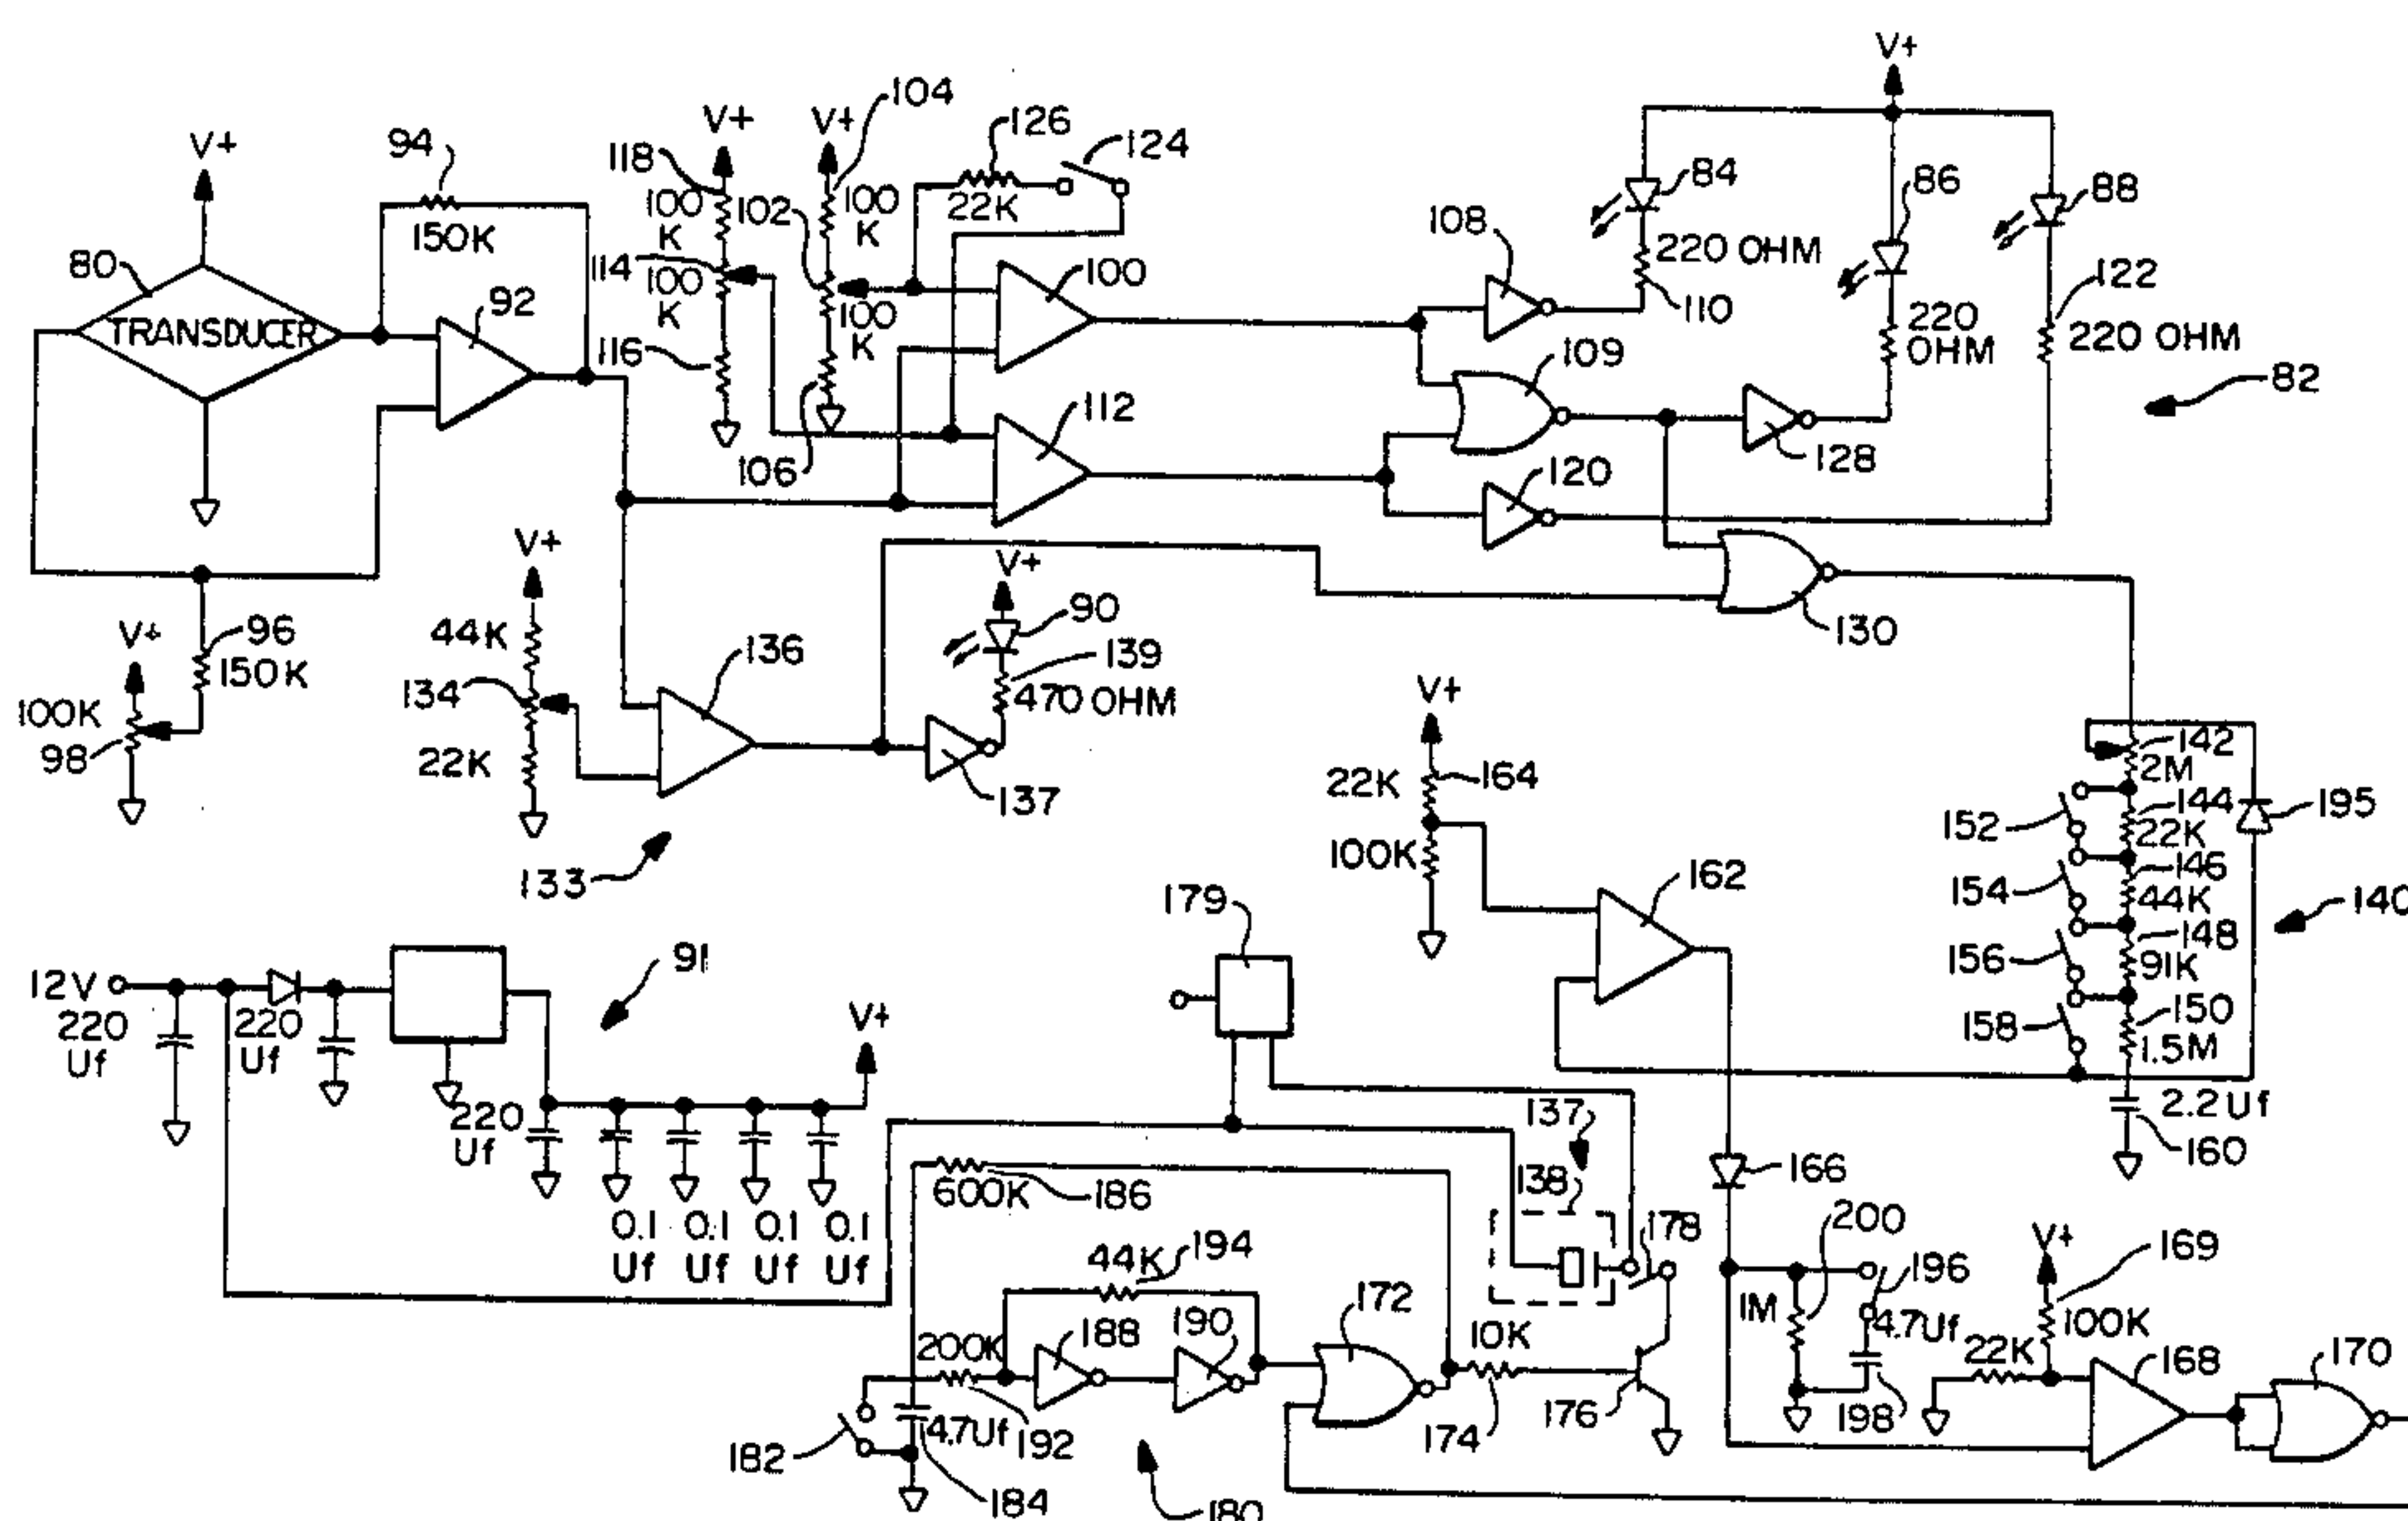 V+
104
V+
V+
126
124
V+
94
118
100
K
102
100
K
22K
84
86
88
150K
108
80
114
100
K
100
100
K
220 OHM
122
TRANSDUCER
92
110
220
OHM
220 OHM
116
109
82
112
106
128
120
V+
V+
V+
96
150K
44K
136
90
139
130
134
470 OHM
100K
98
22K
V+
142
2M
137
22K
164
144
195
152
22K
133
100K
146
162
154
44K
140
179
148
91
156
91K
12V
220
Uf
220
Uf
V+
150
158
1.5M
220
Uf
137
2.2 Uf
160
138
166
600K
186
178
200
V+
169
0.1
Uf
0.1
Uf
0.1
Uf
0.1
Uf
44K
194
196
1M
4.7Uf
100K
172
188
190
10K
200K
22K
168
170
182
4.7Uf
192
174
176
198
184
180